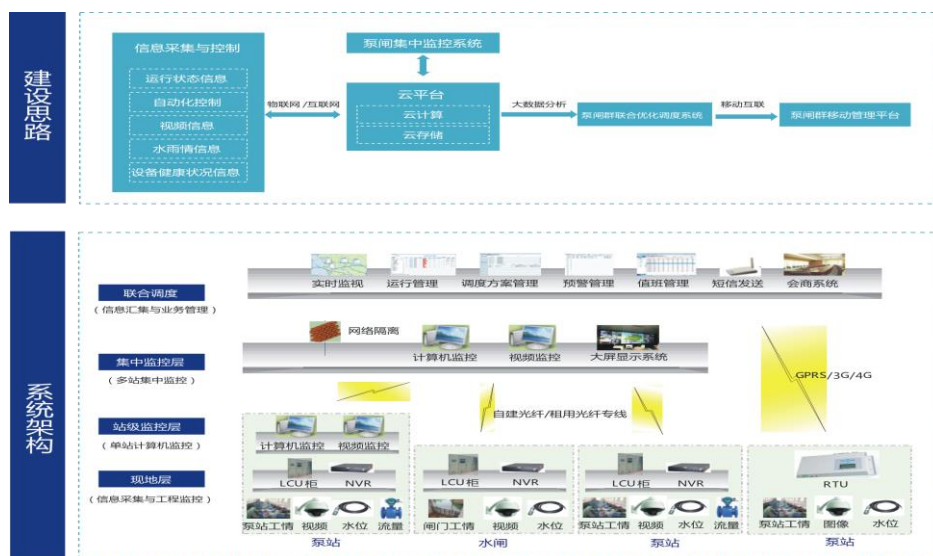 建设思路
信息采集与控制
运行状态信息
自动化控制
视频信息
水雨情信息
设备健康状况信息
物联网/互联网
泵闸集中监控系统
云平台
云计算
云存储
大数据分析
泵闸群联合优化调度系统
移动互联
泵闸群移动管理平台
系统架构
联合调度
(信息汇集与业务管理)
实时监视 运行管理 调度方案管理 预警管理 值班管理 短信发送 会商系统
网络隔离
集中监控层
(多站集中监控)
计算机监控 视频监控 大屏显示系统
GPRS/3G/4G
自建光纤/租用光纤专线
站级监控层
(单站计算机监控)
计算机监控 视频监控
现地层
(信息采集与工程监控)
LCU柜 NVR
LCU柜 NVR
LCU柜 NVR
RTU
泵站工情 视频 水位 流量
闸门工情 视频 水位
泵站工情 视频 水位 流量
泵站工情 图像 水位
泵站 水闸 泵站 泵站